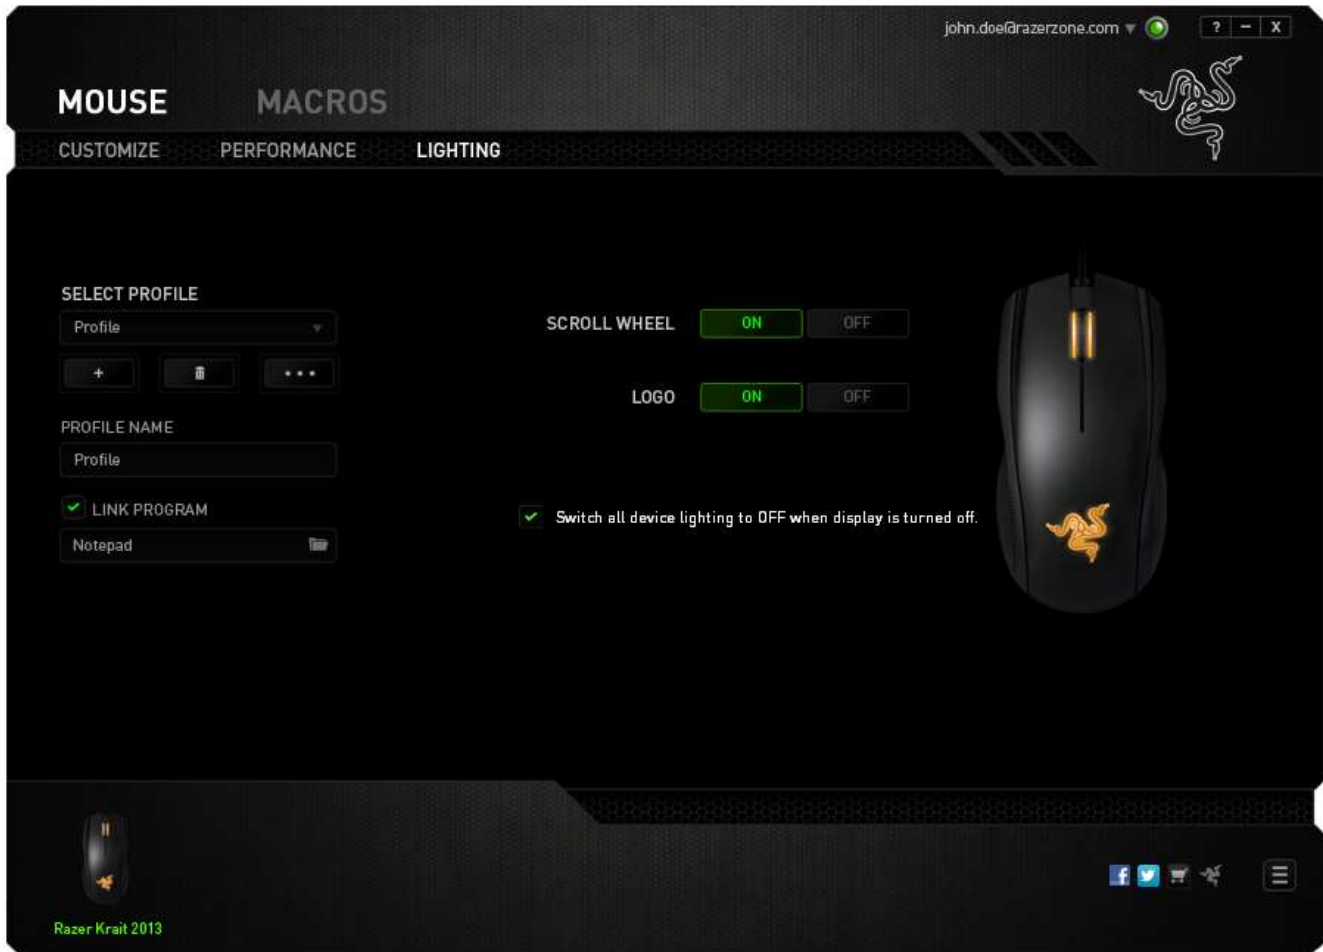 john.doe@razerzone.com
? – X
MOUSE MACROS
CUSTOMIZE PERFORMANCE LIGHTING
SELECT PROFILE
Profile
+ •••
PROFILE NAME
Profile
LINK PROGRAM
Notepad
SCROLL WHEEL ON OFF
LOGO ON OFF
Switch all device lighting to OFF when display is turned off.
Razer Krait 2013